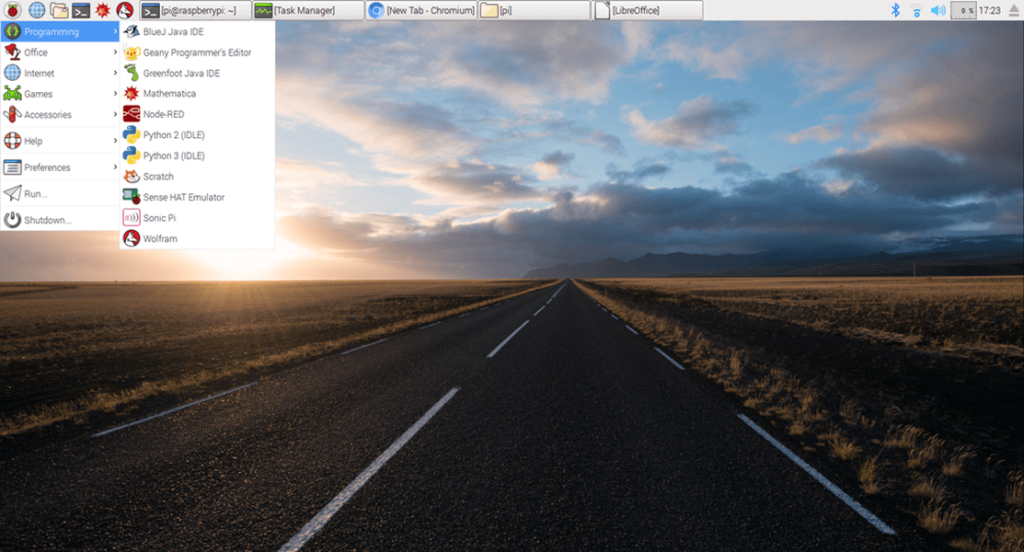 [pi@raspberrypi: ~]
[Task Manager]
[New Tab - Chromium]
[pi]
[LibreOffice]
0 %
17:23
Programming
Office
Internet
Games
Accessories
Help
Preferences
Run...
Shutdown...
BlueJ Java IDE
Geany Programmer's Editor
Greenfoot Java IDE
Mathematica
Node-RED
Python 2 (IDLE)
Python 3 (IDLE)
Scratch
Sense HAT Emulator
Sonic Pi
Wolfram